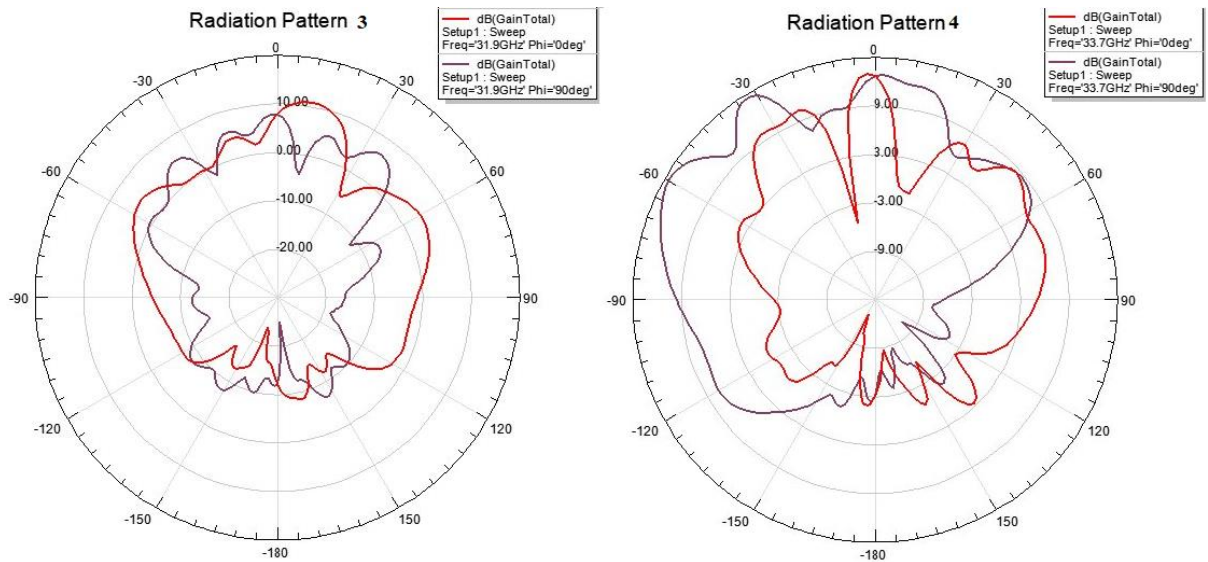 Radiation Pattern 3
dB(GainTotal)
Setup1 : Sweep
Freq='31.9GHz' Phi='0deg'
dB(GainTotal)
Setup1 : Sweep
Freq='31.9GHz' Phi='90deg'
0
-30
30
10.00
0.00
-60
60
-10.00
-20.00
-90
90
-120
120
-150
150
-180
Radiation Pattern 4
dB(GainTotal)
Setup1 : Sweep
Freq='33.7GHz' Phi='0deg'
dB(GainTotal)
Setup1 : Sweep
Freq='33.7GHz' Phi='90deg'
0
-30
30
9.00
3.00
-60
60
-3.00
-9.00
-90
90
-120
120
-150
150
-180